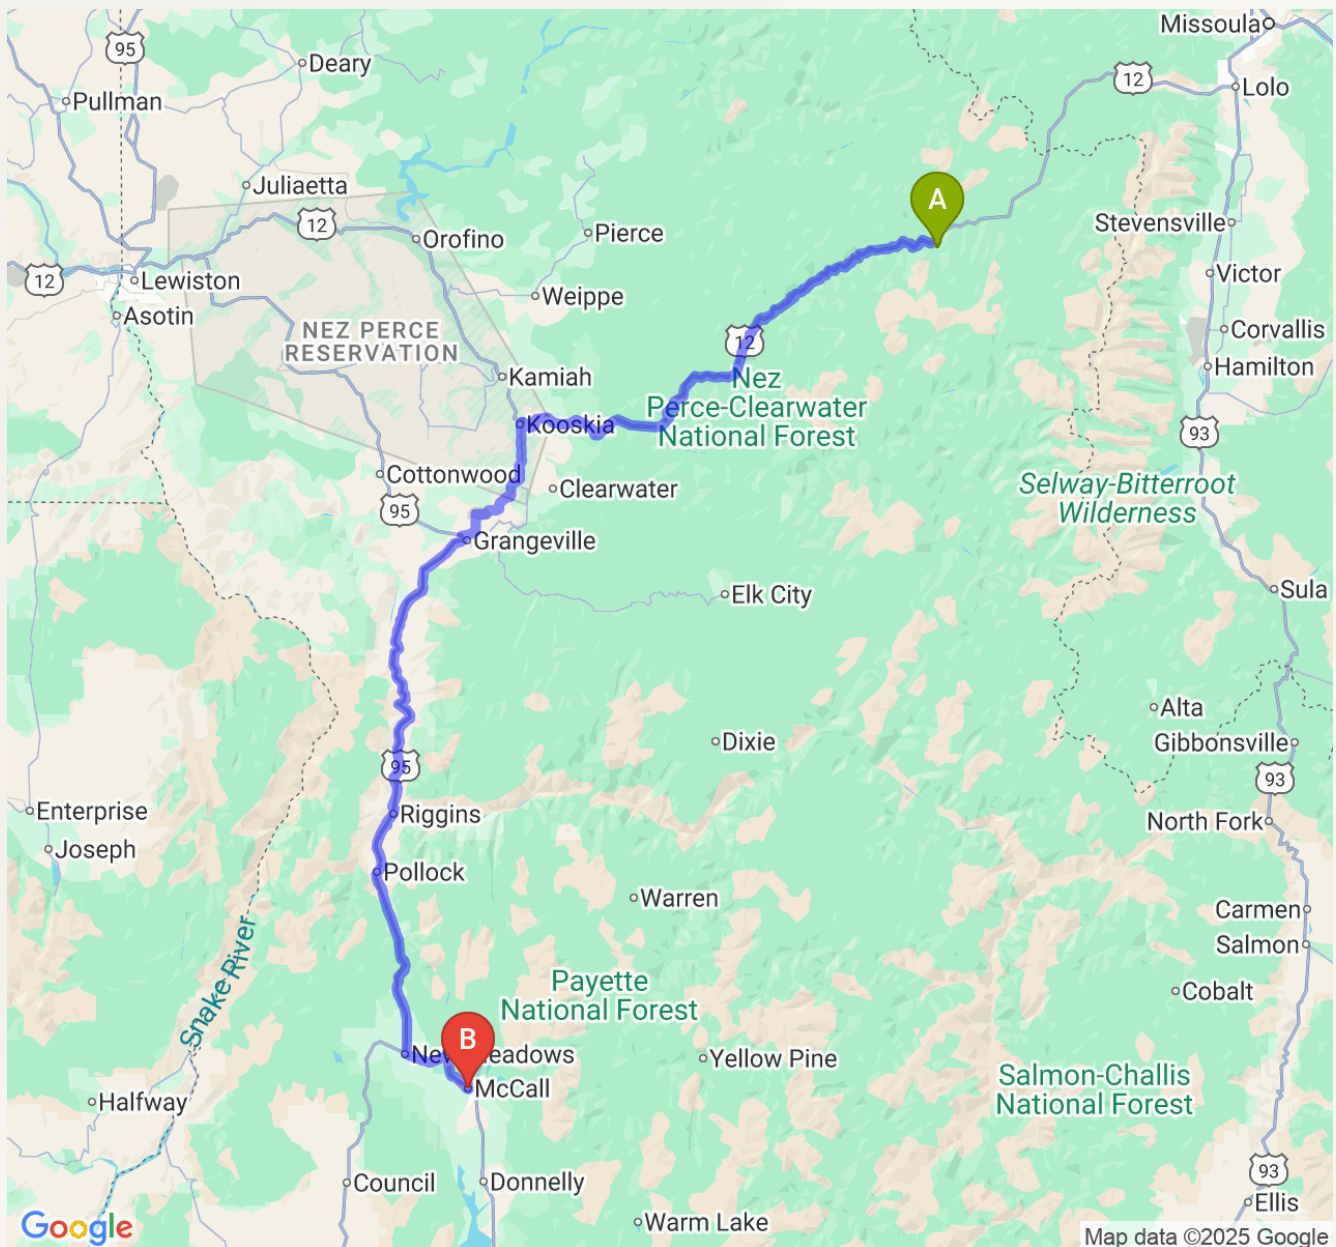 Missoula
95
Deary
12
Lolo
Pullman
A
Juliaetta
12
Stevensville
Orofino
Pierce
Victor
12
Lewiston
Weippe
Asotin
NEZ PERCE
RESERVATION
12
Corvallis
Hamilton
Kamiah
Nez
Perce-Clearwater
National Forest
Kooskia
93
Cottonwood
Clearwater
Selway-Bitterroot
Wilderness
95
Grangeville
Elk City
Sula
Alta
Dixie
Gibbonsville
95
93
Enterprise
Riggins
North Fork
Joseph
Pollock
Warren
Carmen
Salmon
Snake River
Payette
National Forest
Cobalt
B
New Meadows
Yellow Pine
McCall
Salmon-Challis
National Forest
Halfway
Council
Donnelly
93
Ellis
Google
Warm Lake
Map data ©2025 Google